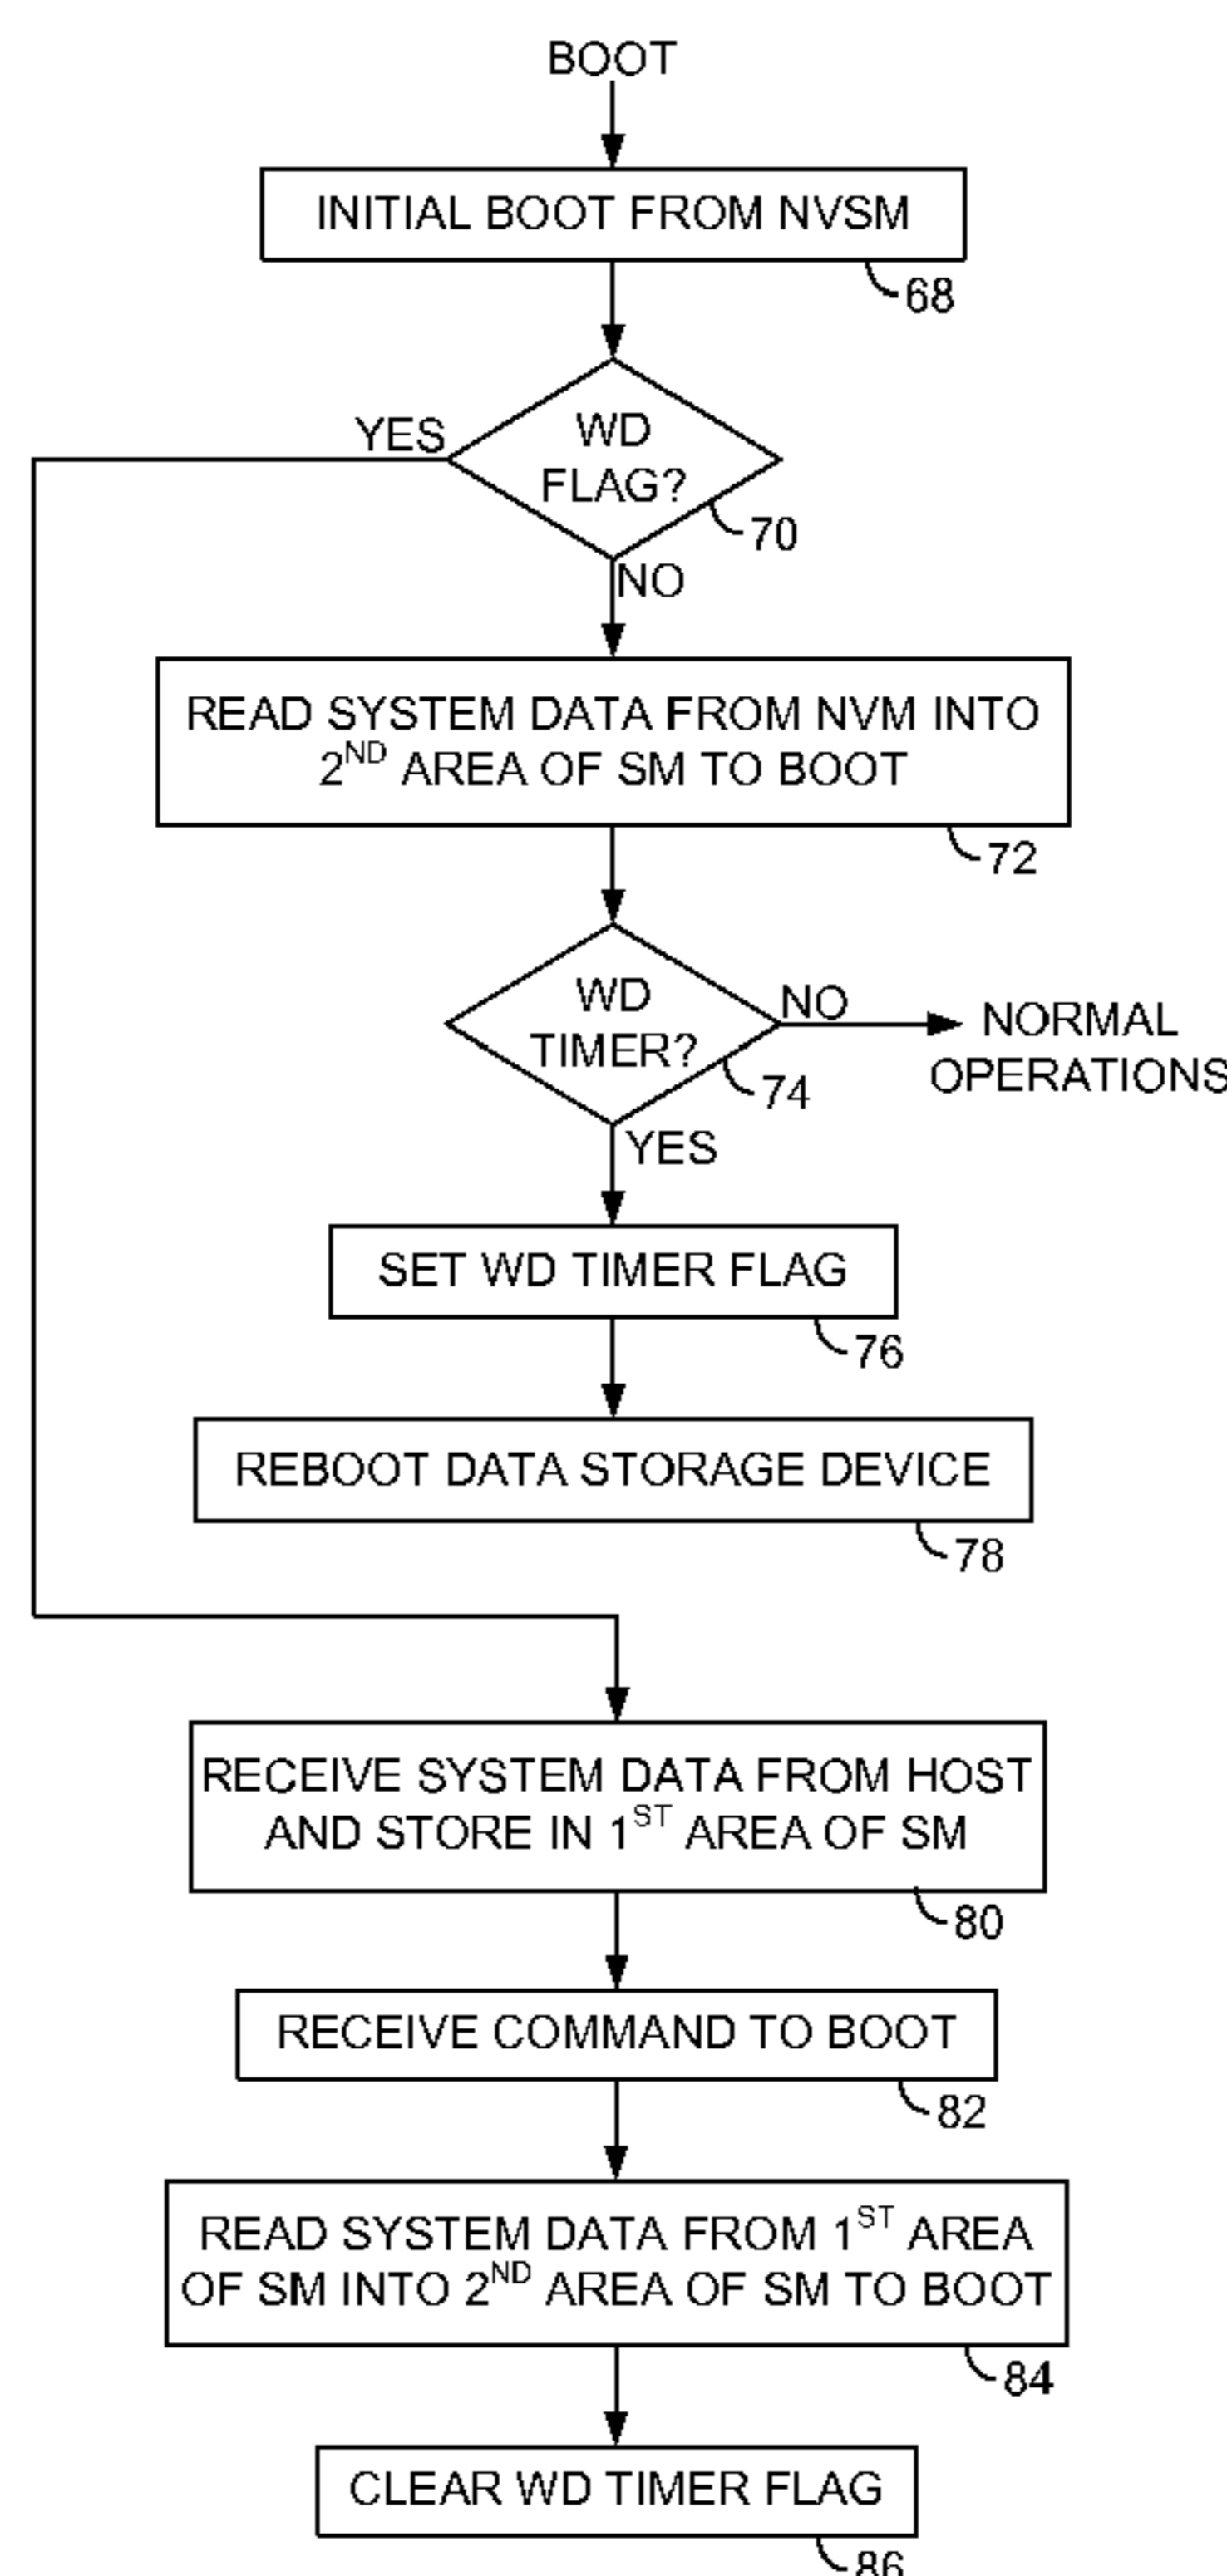 BOOT
INITIAL BOOT FROM NVSM
68
YES
WD
FLAG?
70
NO
READ SYSTEM DATA FROM NVM INTO
2ND AREA OF SM TO BOOT
72
WD
TIMER?
74
NO
NORMAL
OPERATIONS
YES
SET WD TIMER FLAG
76
REBOOT DATA STORAGE DEVICE
78
RECEIVE SYSTEM DATA FROM HOST
AND STORE IN 1ST AREA OF SM
80
RECEIVE COMMAND TO BOOT
82
READ SYSTEM DATA FROM 1ST AREA
OF SM INTO 2ND AREA OF SM TO BOOT
84
CLEAR WD TIMER FLAG
86